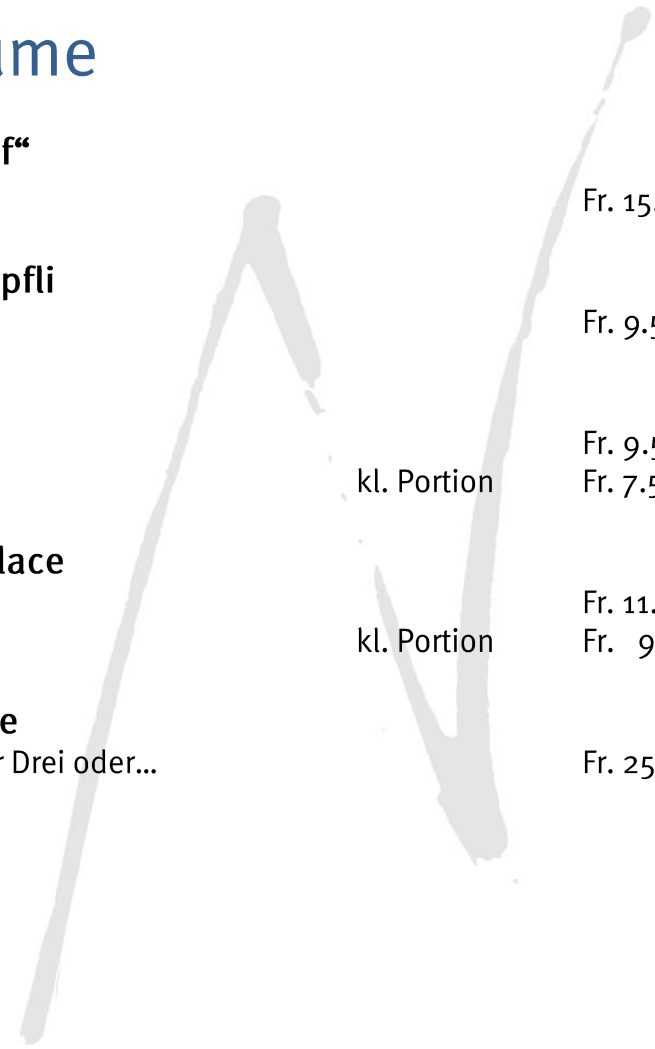 ume
f“
Fr. 15.
pfli
Fr. 9.5
Fr. 9.5
kl. Portion Fr. 7.5
lace
Fr. 11.
kl. Portion Fr. 9
e
r Drei oder...
Fr. 25